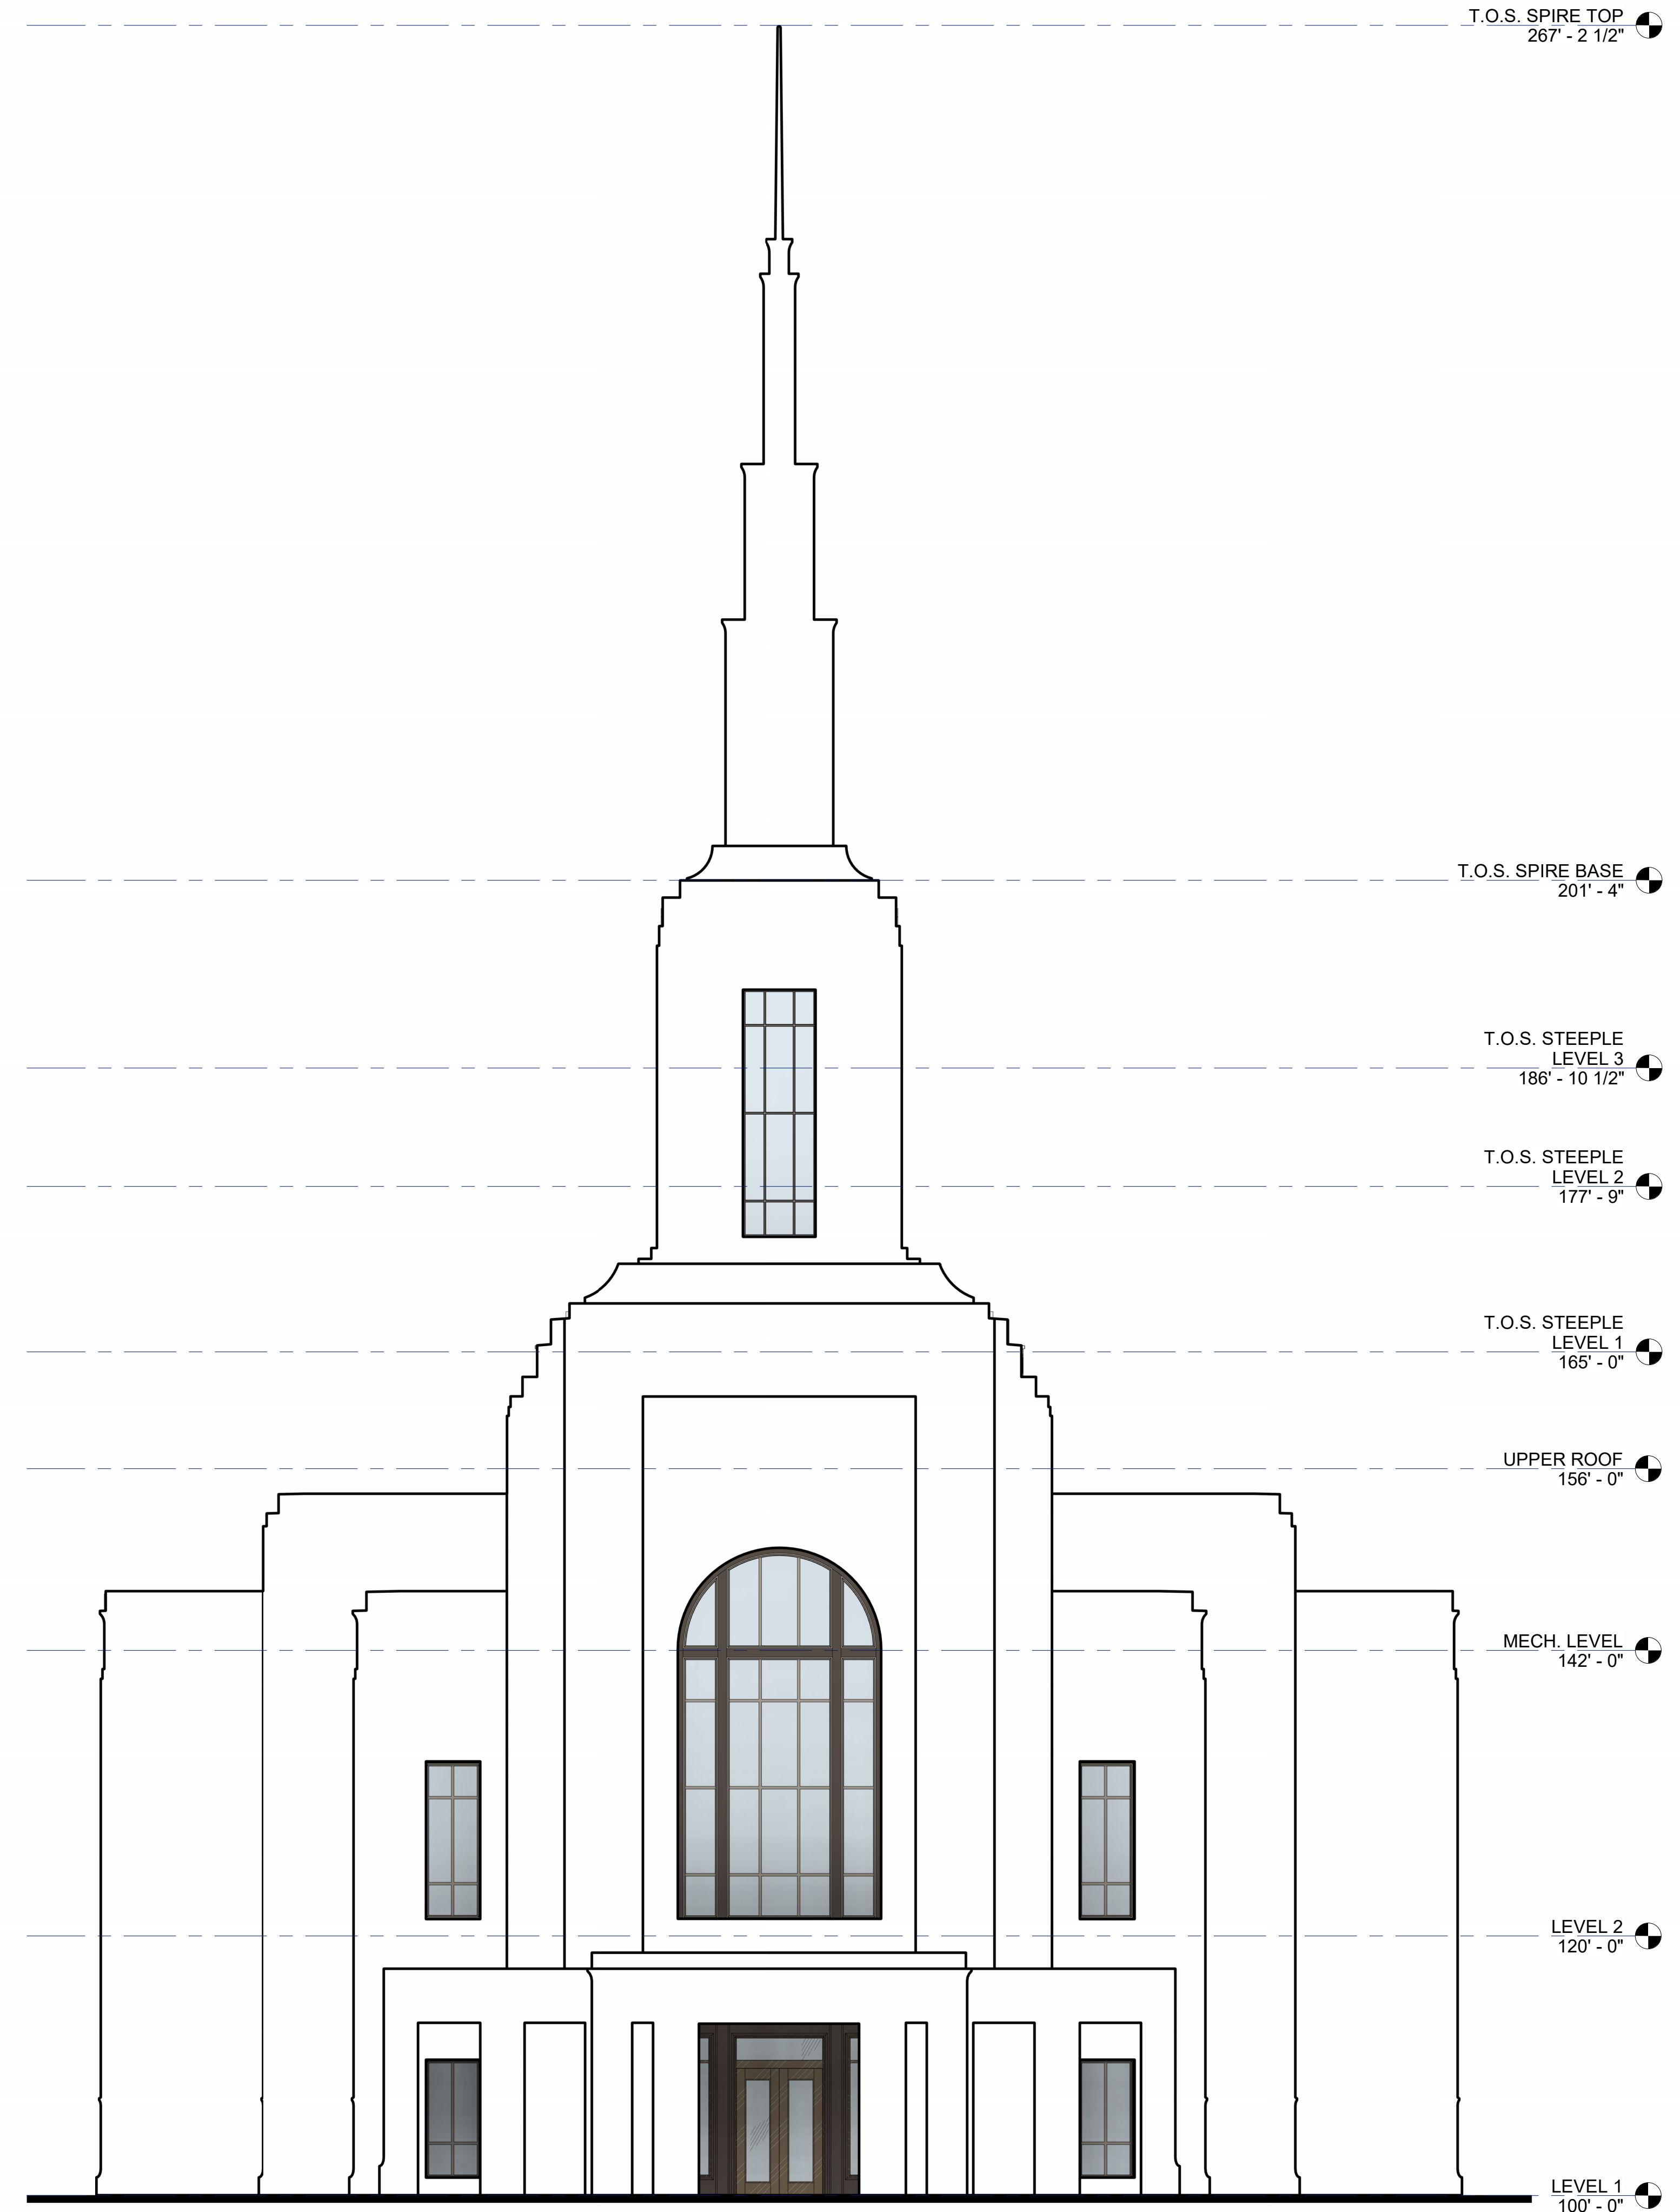 T.O.S. SPIRE TOP
267' - 2 1/2"
T.O.S. SPIRE BASE
201' - 4"
T.O.S. STEEPLE
LEVEL 3
186' - 10 1/2"
T.O.S. STEEPLE
LEVEL 2
177' - 9"
T.O.S. STEEPLE
LEVEL 1
165' - 0"
UPPER ROOF
156' - 0"
MECH. LEVEL
142' - 0"
LEVEL 2
120' - 0"
LEVEL 1
100' - 0"